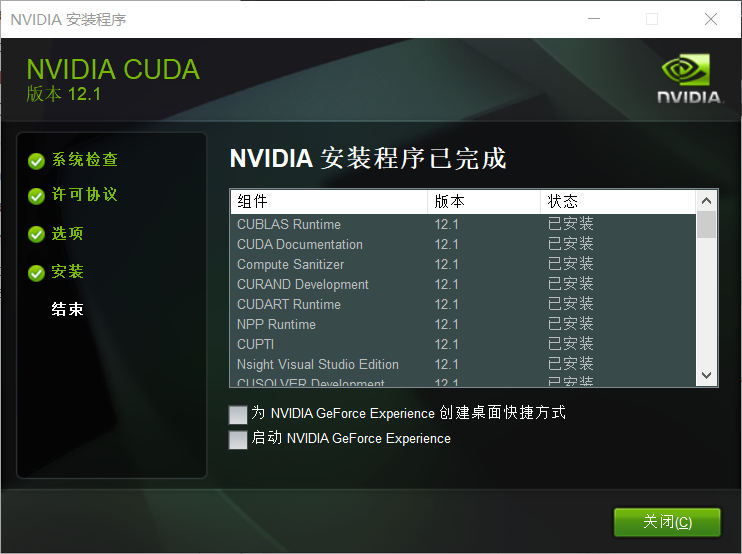 NVIDIA 安装程序
NVIDIA CUDA
版本 12.1
NVIDIA.
系统检查
许可协议
选项
安装
结束
NVIDIA 安装程序已完成
组件 版本 状态
CUBLAS Runtime 12.1 已安装
CUDA Documentation 12.1 已安装
Compute Sanitizer 12.1 已安装
CURAND Development 12.1 已安装
CUDART Runtime 12.1 已安装
NPP Runtime 12.1 已安装
CUPTI 12.1 已安装
Nsight Visual Studio Edition 12.1 已安装
CUSOLVER Development 12.1 已安装
为 NVIDIA GeForce Experience 创建桌面快捷方式
启动 NVIDIA GeForce Experience
关闭(C)